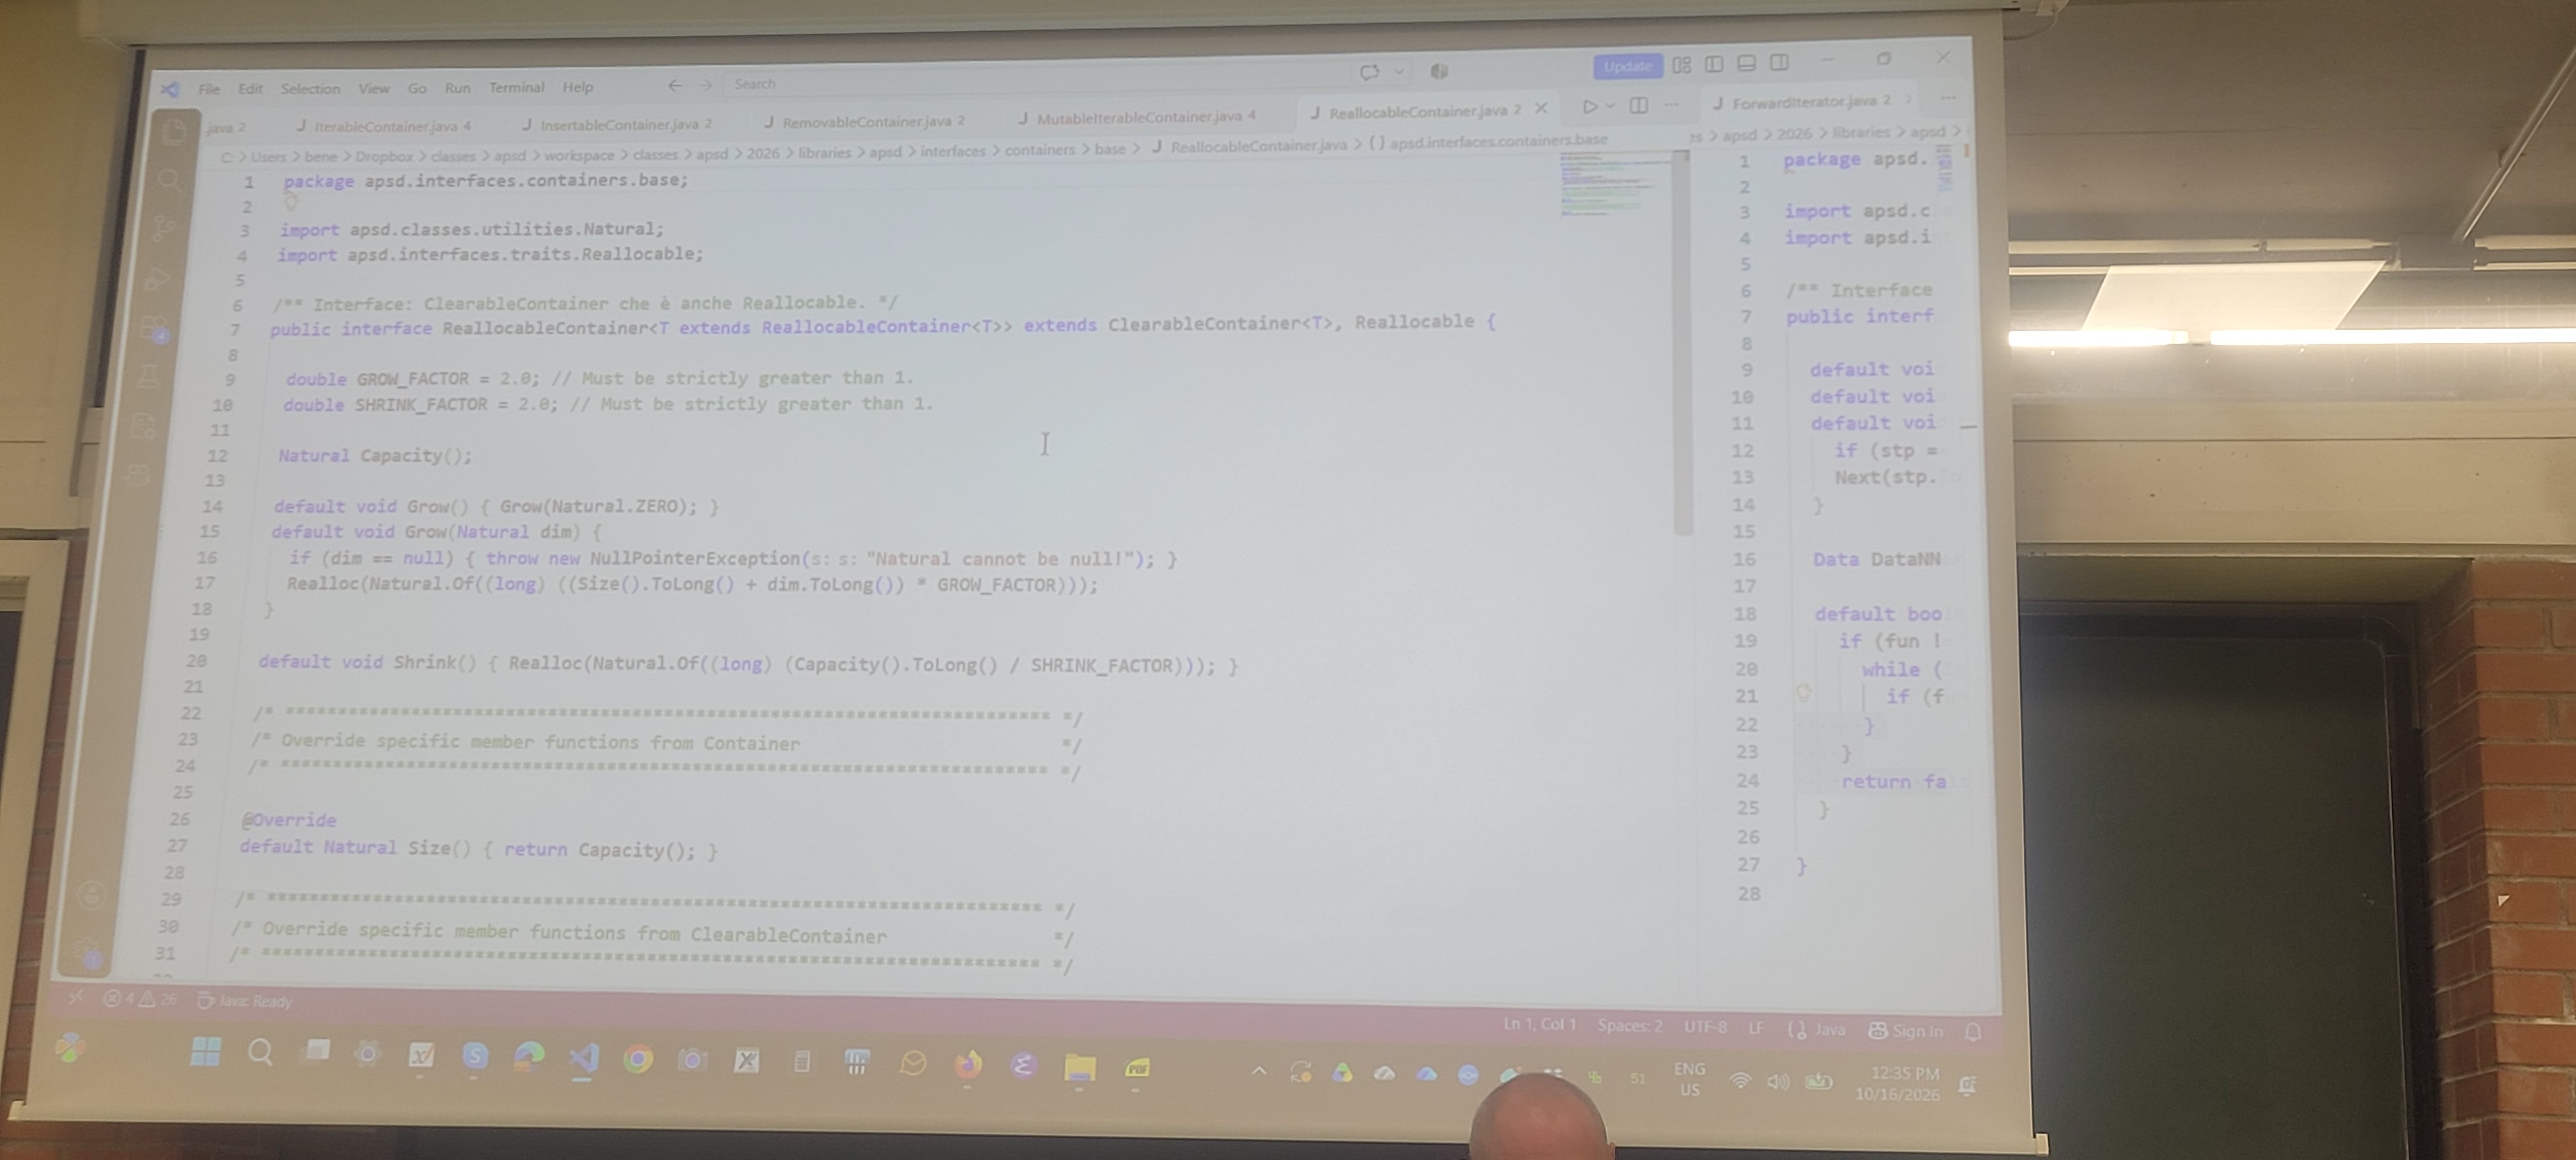 File Edit Selection View Go Run Terminal Help
Search
Update
.java 2
IterableContainer.java 4
InsertableContainer.java 2
RemovableContainer.java 2
MutableIterableContainer.java 4
ReallocableContainer.java 2
ForwardIterator.java 2
C: > Users > bene > Dropbox > classes > apsd > workspace > classes > apsd > 2026 > libraries > apsd > interfaces > containers > base > J ReallocableContainer.java > {} apsd.interfaces.containers.base
1 package apsd.interfaces.containers.base;
2
3 import apsd.classes.utilities.Natural;
4 import apsd.interfaces.traits.Reallocable;
5
6 /** Interface: ClearableContainer che è anche Reallocable. */
7 public interface ReallocableContainer<T extends ReallocableContainer<T>> extends ClearableContainer<T>, Reallocable {
8
9 double GROW_FACTOR = 2.0; // Must be strictly greater than 1.
10 double SHRINK_FACTOR = 2.0; // Must be strictly greater than 1.
11
12 Natural Capacity();
13
14 default void Grow() { Grow(Natural.ZERO); }
15 default void Grow(Natural dim) {
16 if (dim == null) { throw new NullPointerException(s: s: "Natural cannot be null!"); }
17 Realloc(Natural.Of((long) ((Size().ToLong() + dim.ToLong()) * GROW_FACTOR)));
18 }
19
20 default void Shrink() { Realloc(Natural.Of((long) (Capacity().ToLong() / SHRINK_FACTOR))); }
21
22 /* ************************************************************************ */
23 /* Override specific member functions from Container */
24 /* ************************************************************************ */
25
26 @Override
27 default Natural Size() { return Capacity(); }
28
29 /* ************************************************************************ */
30 /* Override specific member functions from ClearableContainer */
31 /* ************************************************************************ */
es > apsd > 2026 > libraries > apsd >
1 package apsd.
2
3 import apsd.c
4 import apsd.i
5
6 /** Interface
7 public interf
8
9 default voi
10 default voi
11 default voi
12 if (stp =
13 Next(stp.
14 }
15
16 Data DataNN
17
18 default boo
19 if (fun !
20 while (
21 if (f
22 }
23 }
24 return fa
25 }
26
27 }
28
4 26 Java: Ready
Ln 1, Col 1 Spaces: 2 UTF-8 LF {} Java Sign In
51
ENG
US
12:35 PM
10/16/2026